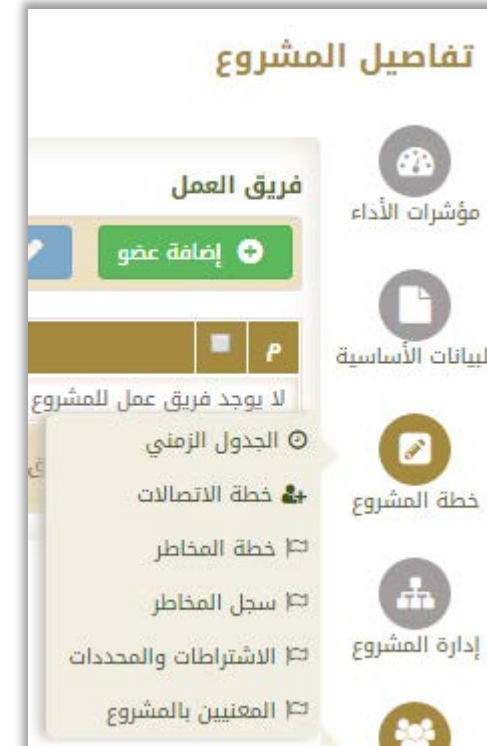 تفاصيل المشروع
مؤشرات الأداء
لبيانات الأساسية
خطة المشروع
إدارة المشروع
فريق العمل
إضافة عضو
م
لا يوجد فريق عمل للمشروع
الجدول الزمني
خطة الاتصالات
خطة المخاطر
سجل المخاطر
الاشتراطات والمحددات
المعنيين بالمشروع